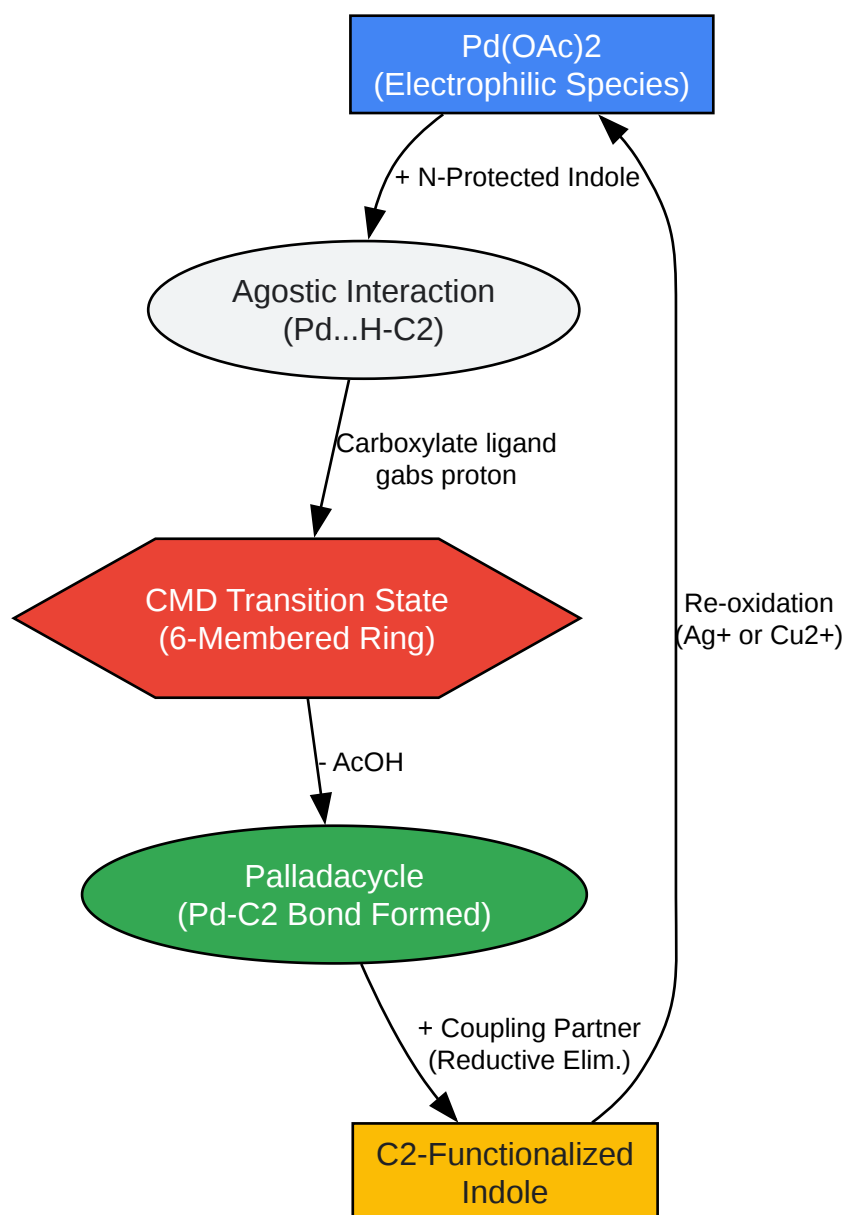 Pd(OAc)2
(Electrophilic Species)
+ N-Protected Indole
Agostic Interaction
(Pd...H-C2)
Carboxylate ligand
gabs proton
CMD Transition State
(6-Membered Ring)
Re-oxidation
(Ag+ or Cu2+)
- AcOH
Palladacycle
(Pd-C2 Bond Formed)
+ Coupling Partner
(Reductive Elim.)
C2-Functionalized
Indole